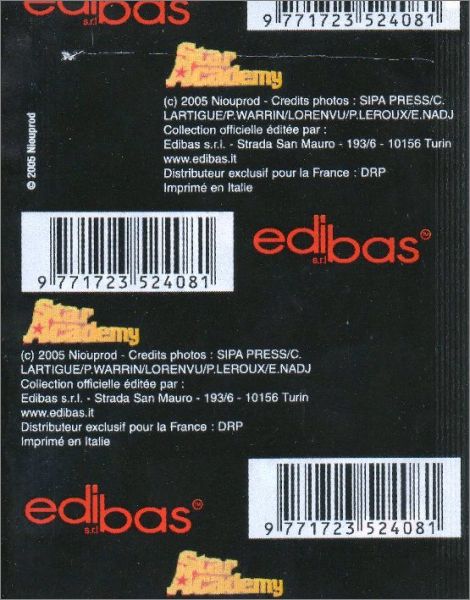 edibas
s.r.l
9 771723 524081
Star
Academy
© 2005 Niouprod
(c) 2005 Niouprod - Credits photos : SIPA PRESS/C.
LARTIGUE/P.WARRIN/LORENVU/P.LEROUX/E.NADJ
Collection officielle éditée par :
Edibas s.r.l. - Strada San Mauro - 193/6 - 10156 Turin
www.edibas.it
Distributeur exclusif pour la France : DRP
Imprimé en Italie
9 771723 524081
edibas™
s.r.l
Star
Academy
(c) 2005 Niouprod - Credits photos : SIPA PRESS/C.
LARTIGUE/P.WARRIN/LORENVU/P.LEROUX/E.NADJ
Collection officielle éditée par :
Edibas s.r.l. - Strada San Mauro - 193/6 - 10156 Turin
www.edibas.it
Distributeur exclusif pour la France : DRP
Imprimé en Italie
edibas™
s.r.l
9 771723 524081
Star
Academy